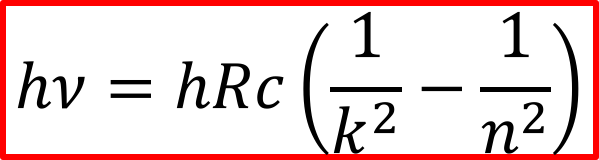 hν = hRc (1/k² − 1/n²)